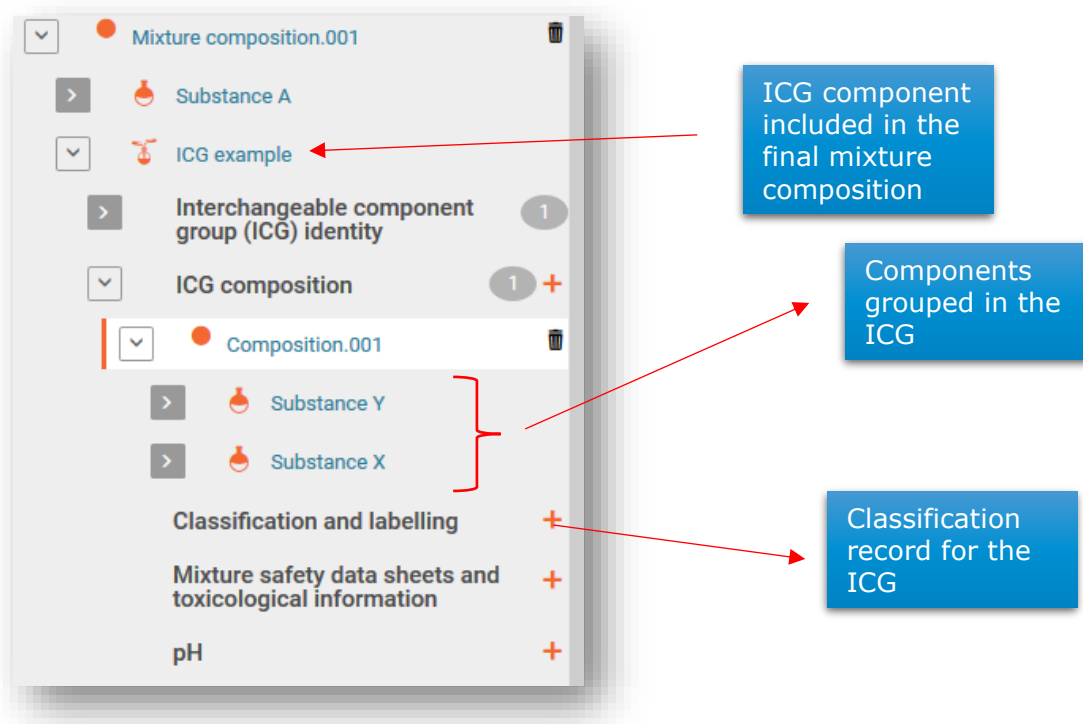 Mixture composition.001
Substance A
ICG example
Interchangeable component
group (ICG) identity
1
ICG composition
1
Composition.001
Substance Y
Substance X
Classification and labelling
Mixture safety data sheets and
toxicological information
pH
ICG component
included in the
final mixture
composition
Components
grouped in the
ICG
Classification
record for the
ICG